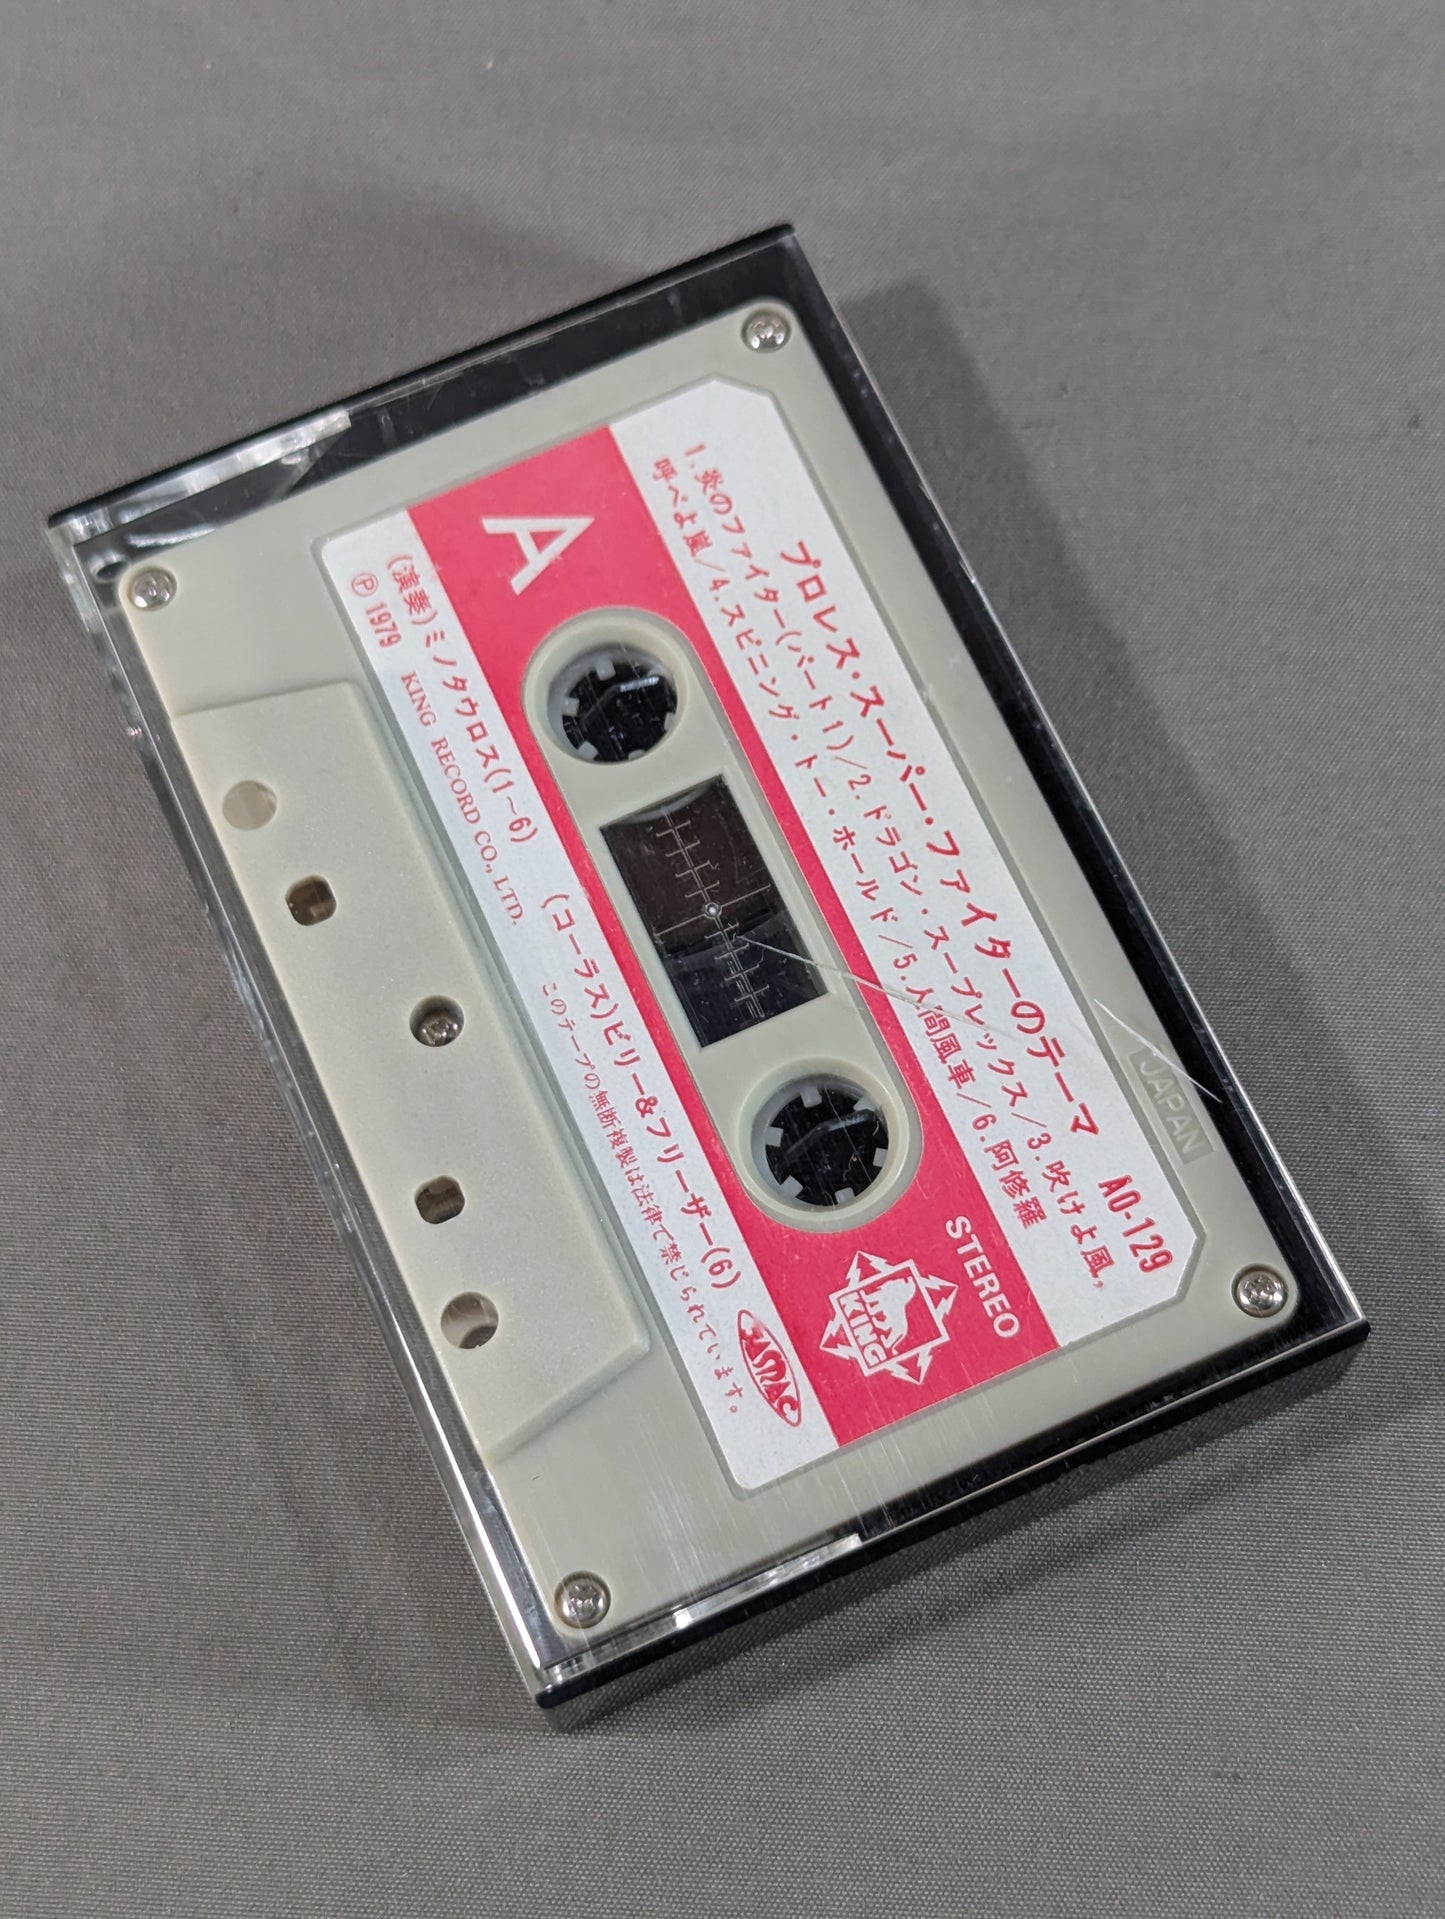 プロレス・スーパー・ファイターのテーマ AO-129
1.炎のファイター(パート1)/2.ドラゴン・スープレックス/3.吹けよ風,
呼べよ嵐/4.スピニング・トー・ホールド/5.人間風車/6.阿修羅
A
STEREO
KING
(演奏)ミノタウロス(1~6) (コーラス)ビリー&フリーザー(6)
Ⓟ 1979 KING RECORD CO., LTD. このテープの無断複製は法律で禁じられています。
JASRAC
JAPAN